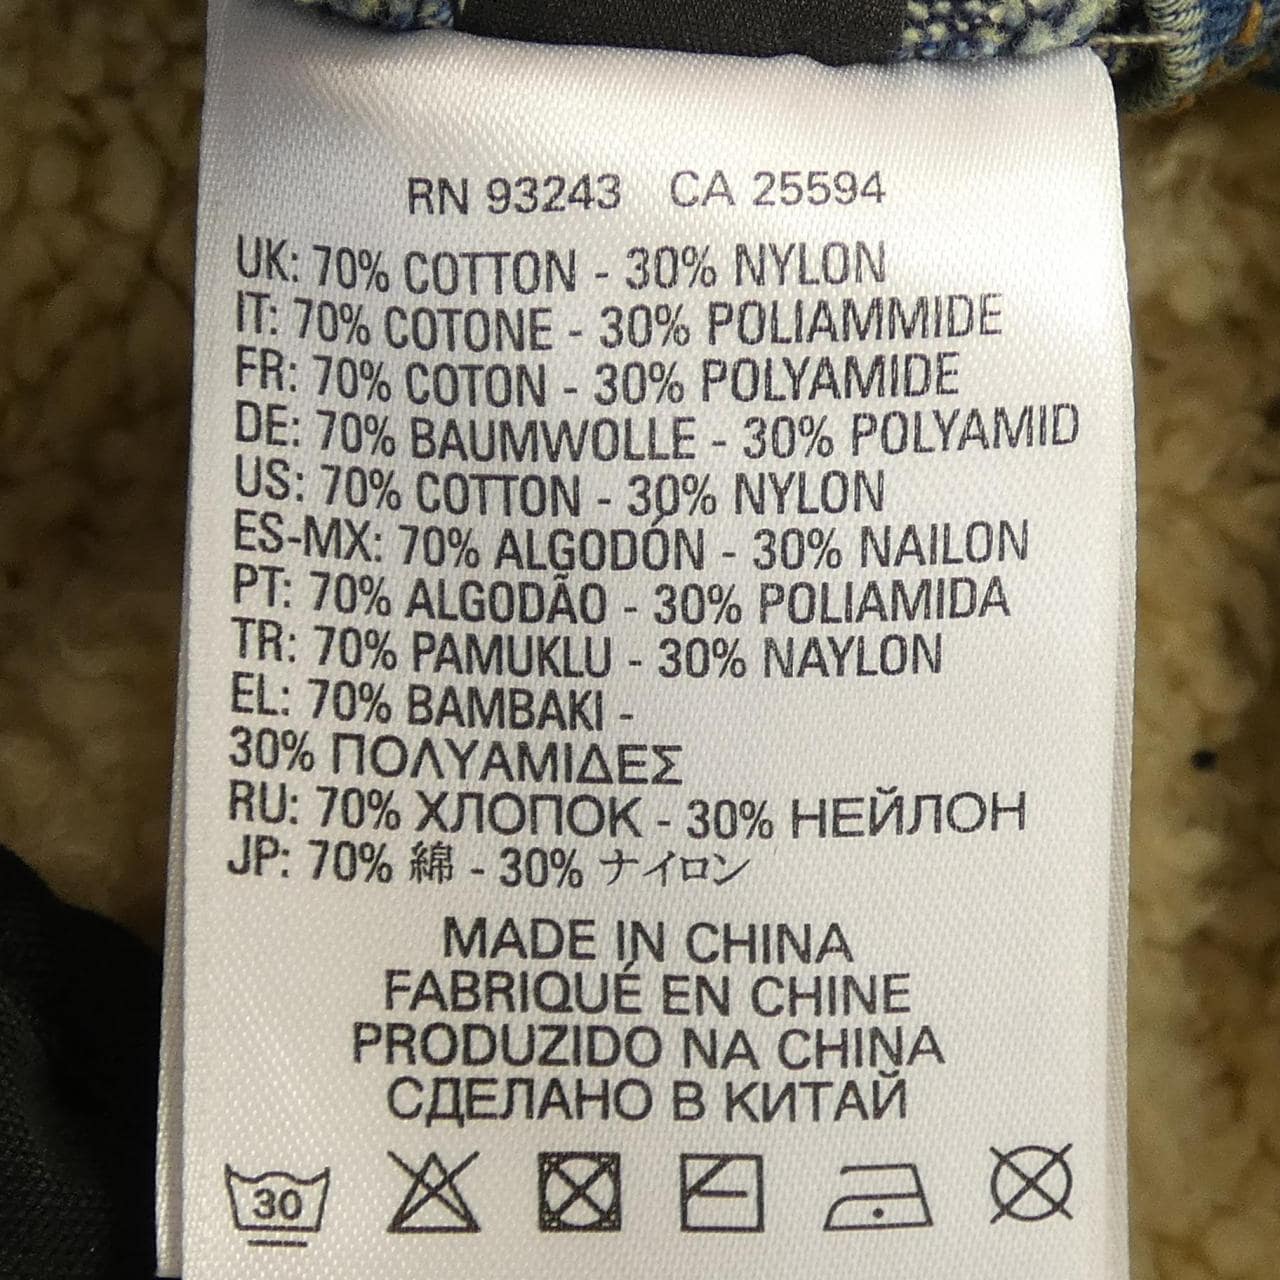 RN 93243 CA 25594
UK: 70% COTTON - 30% NYLON
IT: 70% COTONE - 30% POLIAMMIDE
FR: 70% COTON - 30% POLYAMIDE
DE: 70% BAUMWOLLE - 30% POLYAMID
US: 70% COTTON - 30% NYLON
ES-MX: 70% ALGODÓN - 30% NAILON
PT: 70% ALGODÃO - 30% POLIAMIDA
TR: 70% PAMUKLU - 30% NAYLON
EL: 70% ΒΑΜΒΑΚΙ -
30% ΠΟΛΥΑΜΙΔΕΣ
RU: 70% ХЛОПОК - 30% НЕЙЛОН
JP: 70% 綿 - 30% ナイロン
MADE IN CHINA
FABRIQUÉ EN CHINE
PRODUZIDO NA CHINA
СДЕЛАНО В КИТАЙ
30